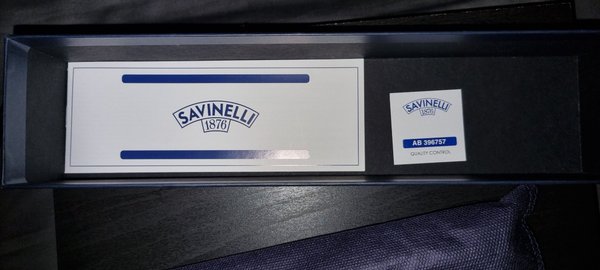 SAVINELLI
1876
SAVINELLI
1876
AB 396757
QUALITY CONTROL